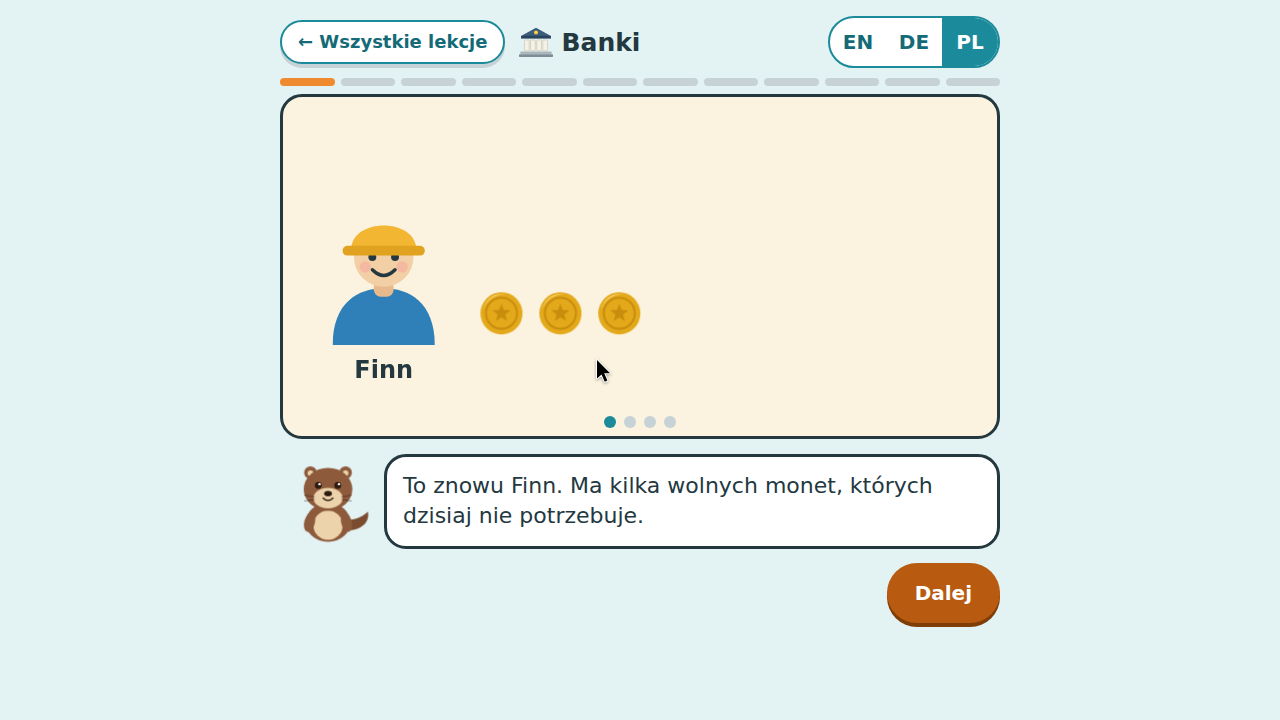 ← Wszystkie lekcje
Banki
EN DE PL
Finn
To znowu Finn. Ma kilka wolnych monet, których
dzisiaj nie potrzebuje.
Dalej